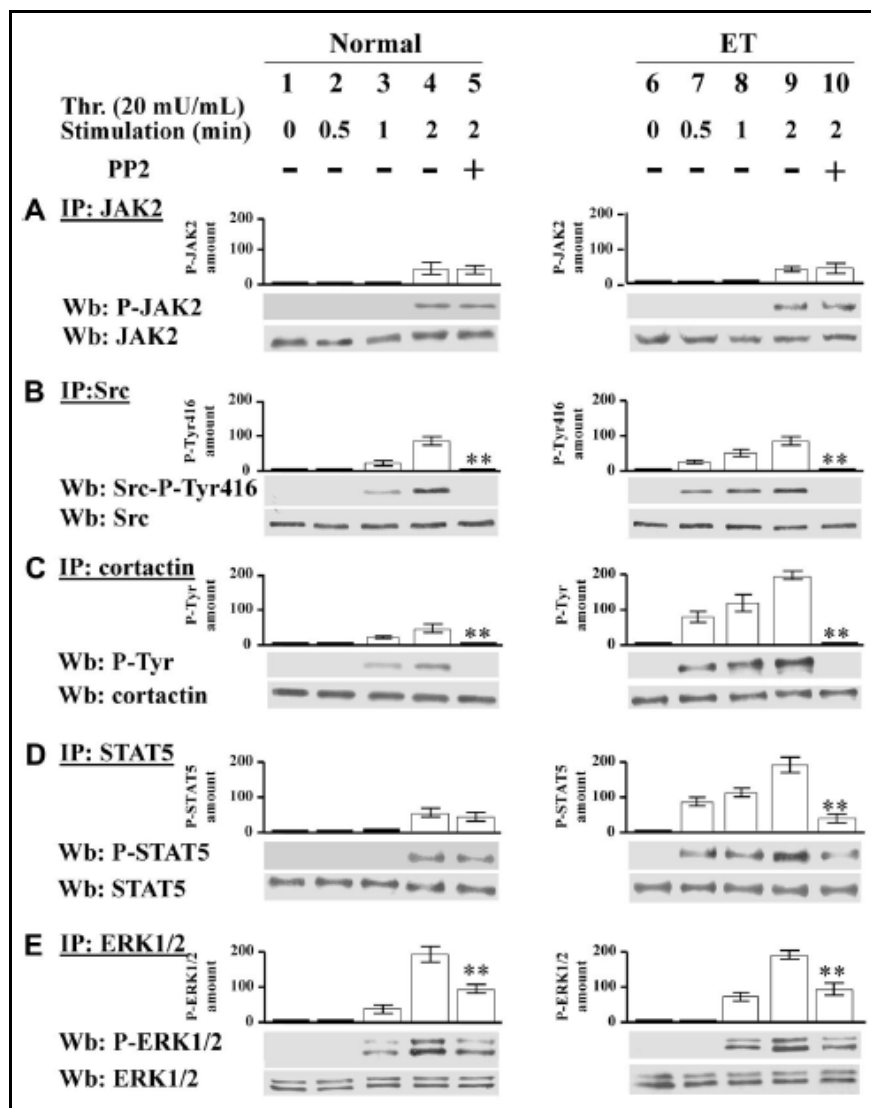 Normal ET
1 2 3 4 5 6 7 8 9 10
Thr. (20 mU/mL)
Stimulation (min) 0 0.5 1 2 2 0 0.5 1 2 2
PP2 - - - - + - - - - +
A IP: JAK2
P-JAK2 amount 200 100 0 P-JAK2 amount 200 100 0
Wb: P-JAK2
Wb: JAK2
B IP:Src
P-Tyr416 amount 200 100 0 ** P-Tyr416 amount 200 100 0 **
Wb: Src-P-Tyr416
Wb: Src
C IP: cortactin
P-Tyr amount 200 100 0 ** P-Tyr amount 200 100 0 **
Wb: P-Tyr
Wb: cortactin
D IP: STAT5
P-STAT5 amount 200 100 0 P-STAT5 amount 200 100 0 **
Wb: P-STAT5
Wb: STAT5
E IP: ERK1/2
P-ERK1/2 amount 200 100 0 ** P-ERK1/2 amount 200 100 0 **
Wb: P-ERK1/2
Wb: ERK1/2